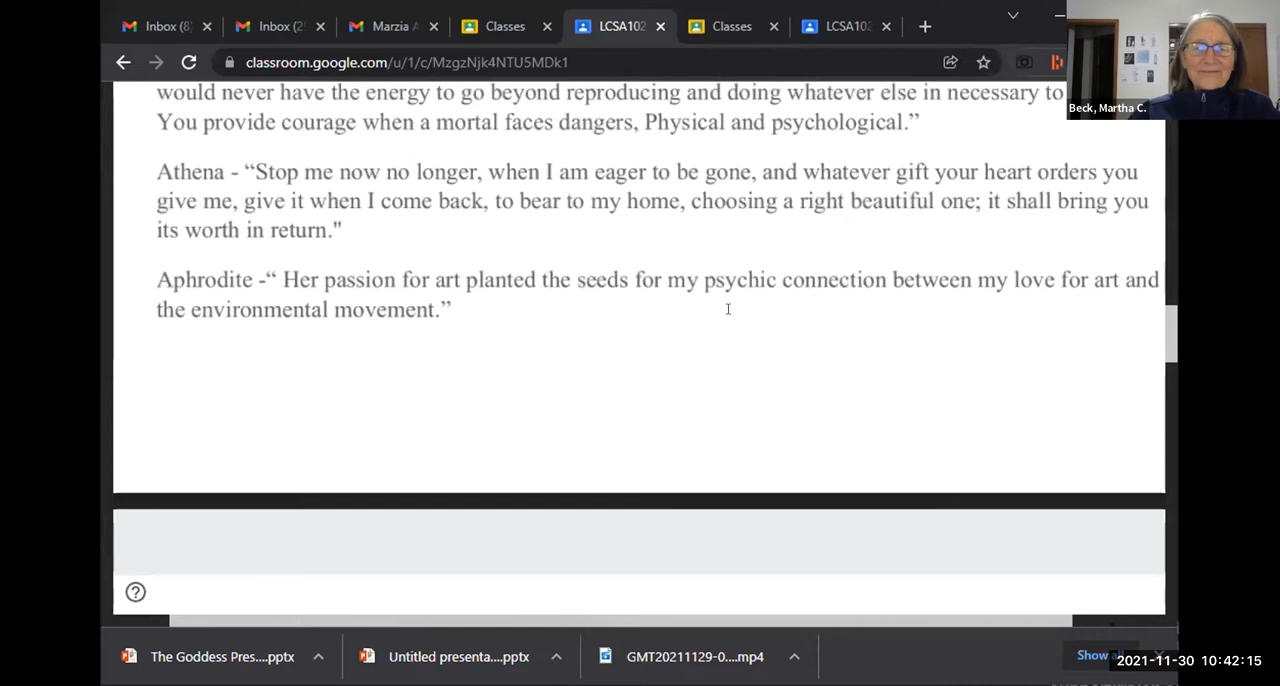 Inbox (8)
Inbox (2
Marzia A
Classes
LCSA102
Classes
LCSA102
classroom.google.com/u/1/c/MzgzNjk4NTU5MDk1
Beck, Martha C.
would never have the energy to go beyond reproducing and doing whatever else in necessary to
You provide courage when a mortal faces dangers, Physical and psychological.”
Athena - “Stop me now no longer, when I am eager to be gone, and whatever gift your heart orders you
give me, give it when I come back, to bear to my home, choosing a right beautiful one; it shall bring you
its worth in return."
Aphrodite -“ Her passion for art planted the seeds for my psychic connection between my love for art and
the environmental movement.”
The Goddess Pres....pptx
Untitled presenta....pptx
GMT20211129-0....mp4
Show
2021-11-30 10:42:15